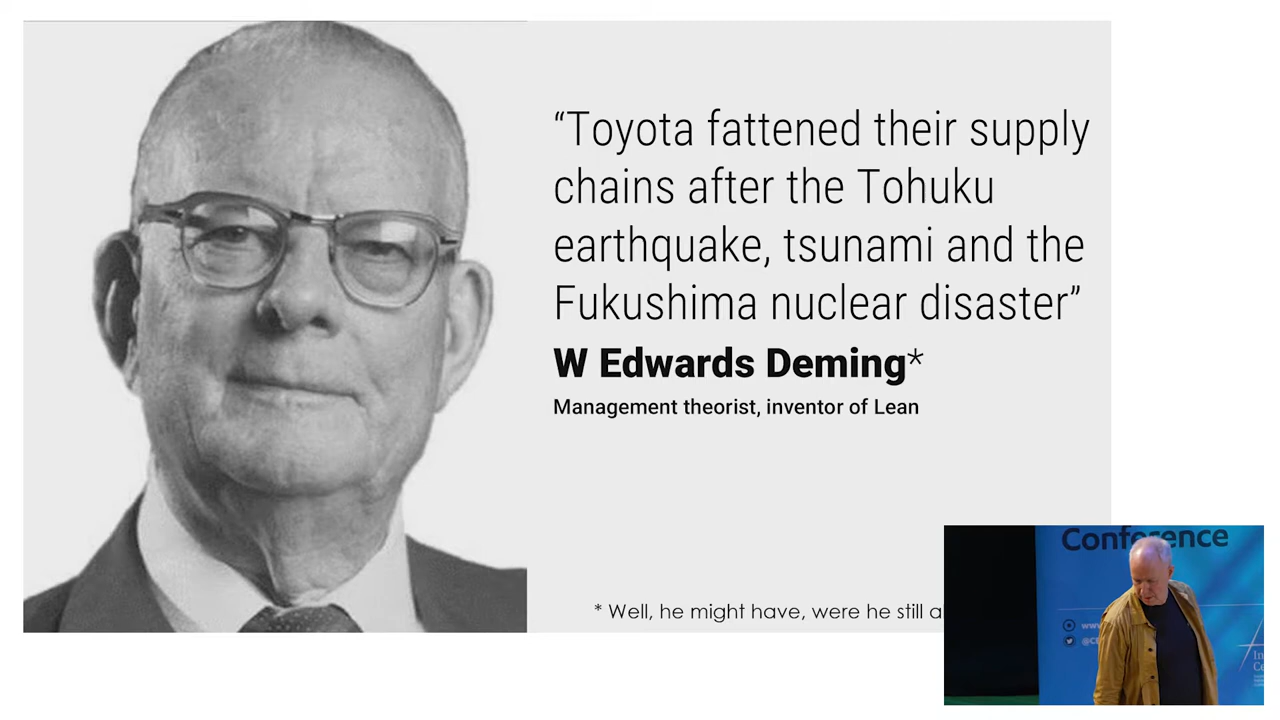 “Toyota fattened their supply
chains after the Tohuku
earthquake, tsunami and the
Fukushima nuclear disaster”
W Edwards Deming*
Management theorist, inventor of Lean
* Well, he might have, were he still
Conference